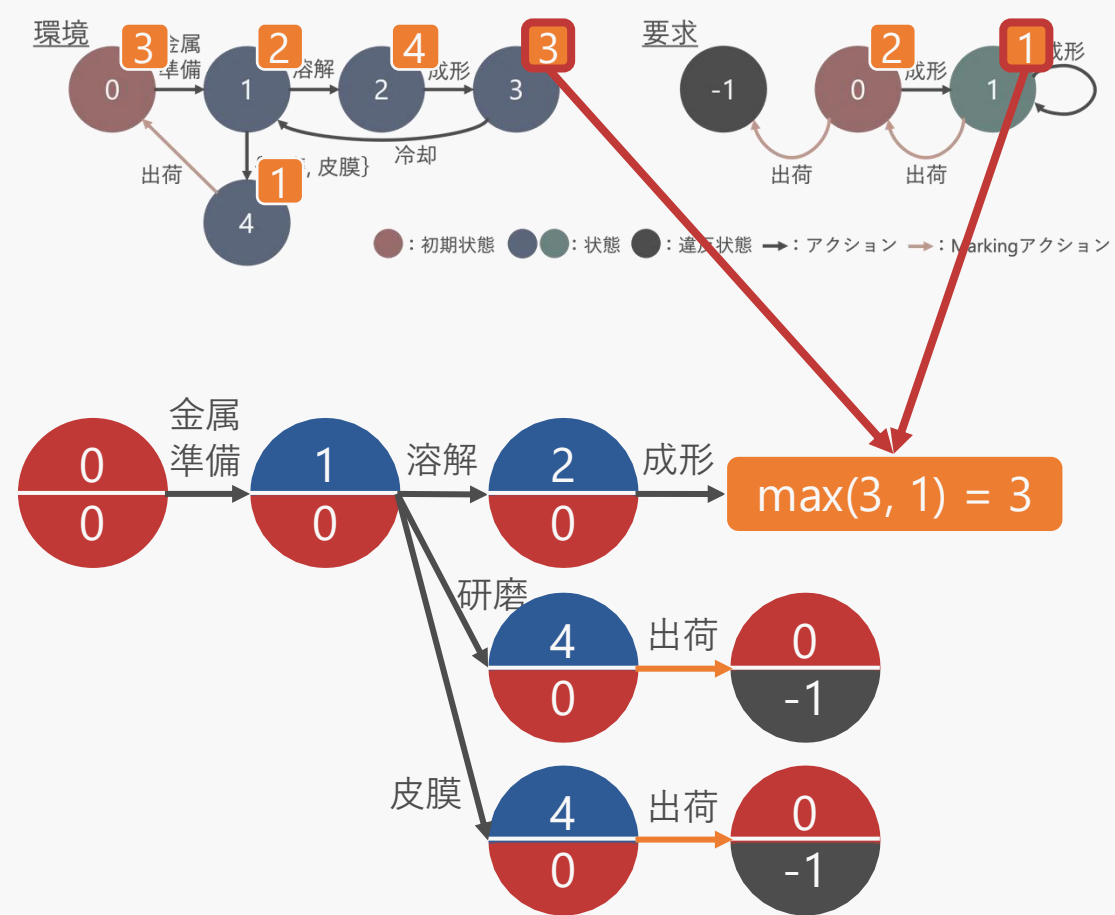 環境
要求
3
2
4
3
2
1
金属
準備
溶解
成形
成形
成形
0
1
2
3
-1
0
1
出荷
, 皮膜}
冷却
出荷
出荷
1
4
：初期状態
：状態
：違反状態
：アクション
：Markingアクション
金属
準備
溶解
成形
0
0
1
0
2
0
max(3, 1) = 3
研磨
4
0
出荷
0
-1
皮膜
4
0
出荷
0
-1